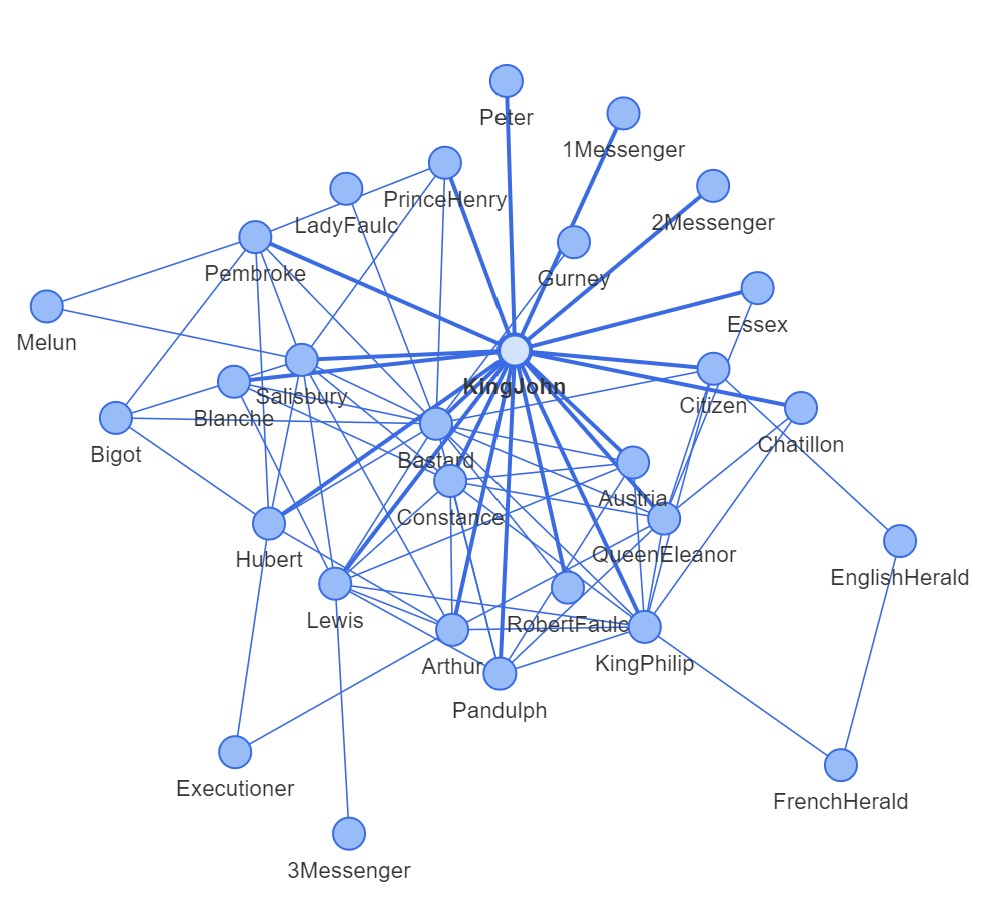 Peter
1Messenger
PrinceHenry
2Messenger
LadyFaulc
Pembroke
Gurney
Essex
Melun
KingJohn
Salisbury
Citizen
Blanche
Chatillon
Bigot
Bastard
Austria
Constance
QueenEleanor
Hubert
EnglishHerald
Lewis
RobertFaulc
Arthur
KingPhilip
Pandulph
Executioner
FrenchHerald
3Messenger